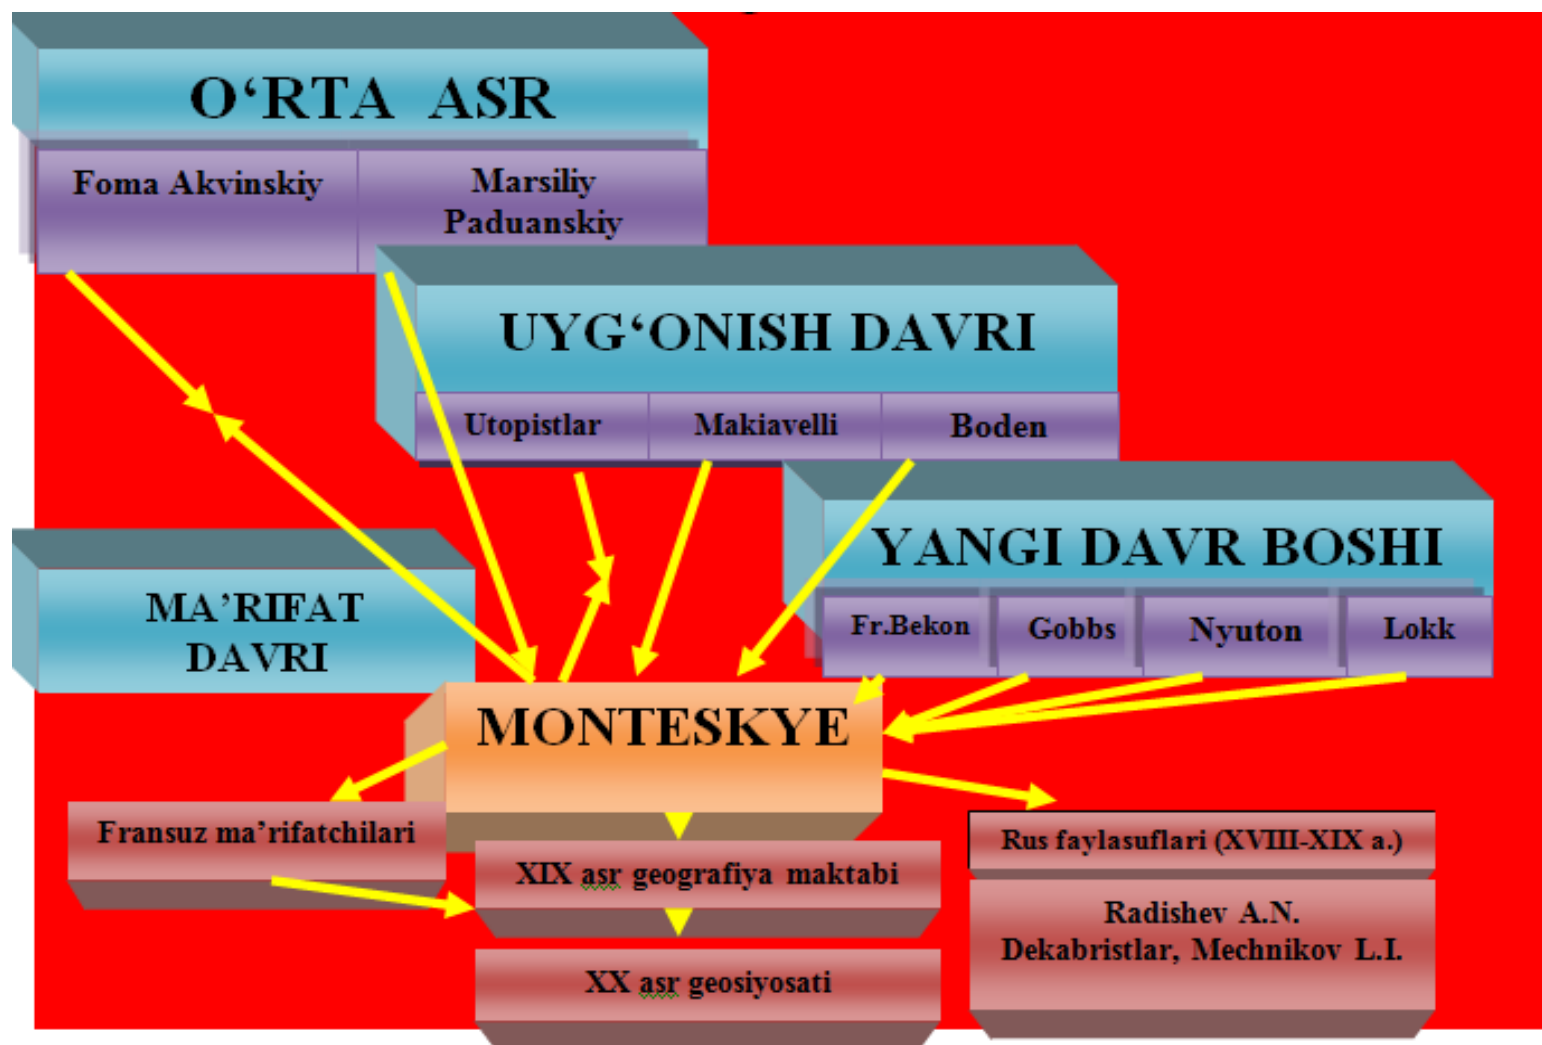 O‘RTA ASR
Foma Akvinskiy
Marsiliy
Paduanskiy
UYG‘ONISH DAVRI
Utopistlar
Makiavelli
Boden
YANGI DAVR BOSHI
Fr.Bekon
Gobbs
Nyuton
Lokk
MA’RIFAT
DAVRI
MONTESKYE
Fransuz ma’rifatchilari
XIX asr geografiya maktabi
XX asr geosiyosati
Rus faylasuflari (XVIII-XIX a.)
Radishev A.N.
Dekabristlar, Mechnikov L.I.